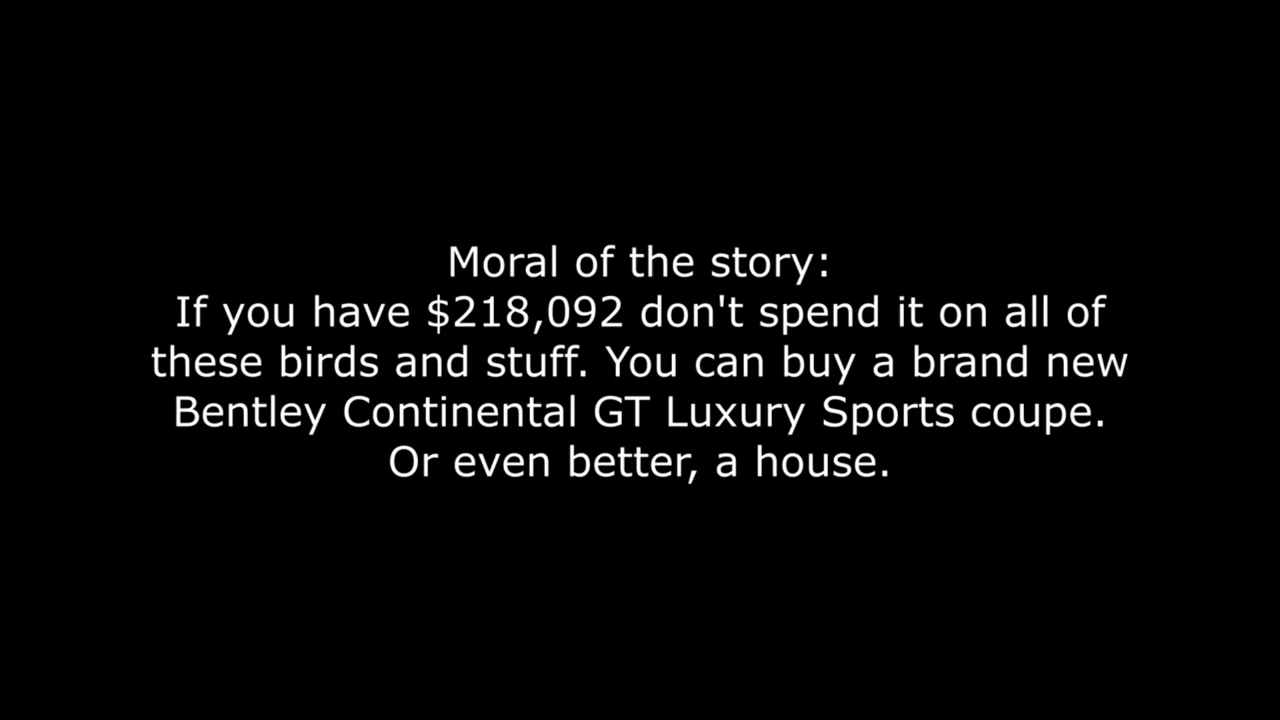 Moral of the story:
If you have $218,092 don't spend it on all of
these birds and stuff. You can buy a brand new
Bentley Continental GT Luxury Sports coupe.
Or even better, a house.